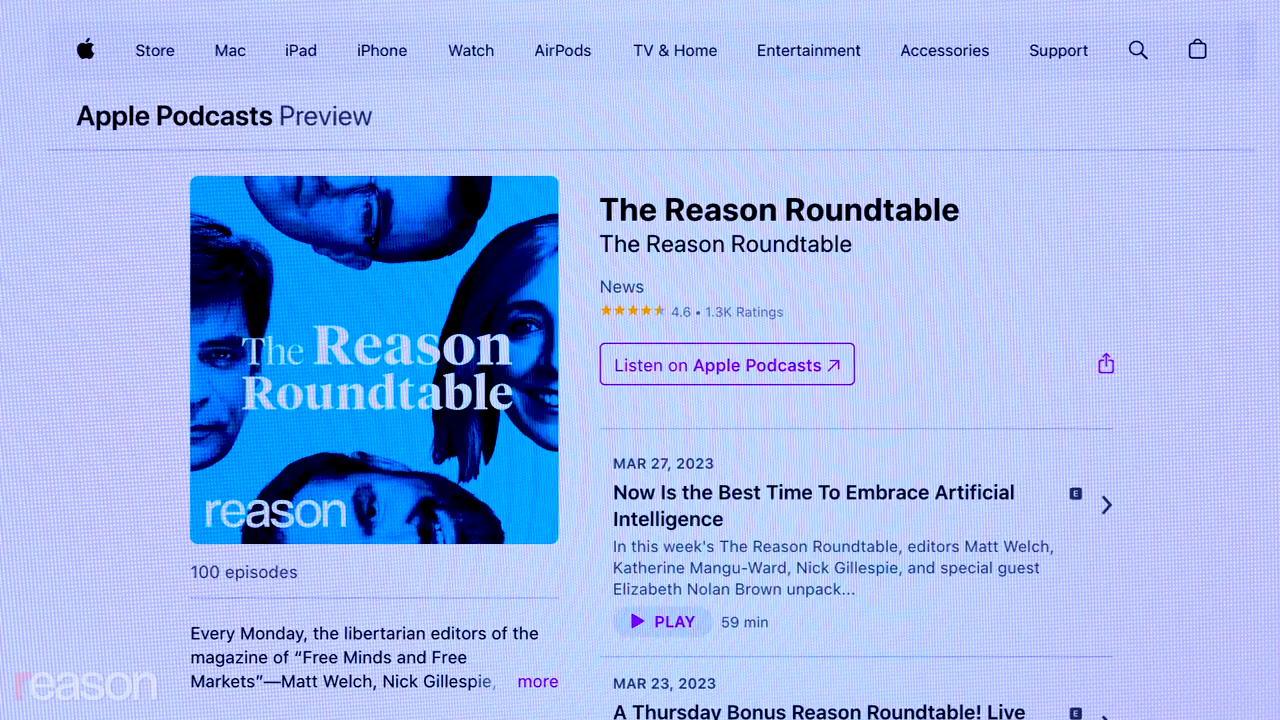 Store Mac iPad iPhone Watch AirPods TV & Home Entertainment Accessories Support
Apple Podcasts Preview
The Reason
Roundtable
reason
100 episodes
Every Monday, the libertarian editors of the
magazine of “Free Minds and Free
Markets”—Matt Welch, Nick Gillespie, more
The Reason Roundtable
The Reason Roundtable
News
4.6 • 1.3K Ratings
Listen on Apple Podcasts
MAR 27, 2023
Now Is the Best Time To Embrace Artificial E
Intelligence
In this week's The Reason Roundtable, editors Matt Welch,
Katherine Mangu-Ward, Nick Gillespie, and special guest
Elizabeth Nolan Brown unpack...
PLAY 59 min
MAR 23, 2023
A Thursday Bonus Reason Roundtable! Live E
reason